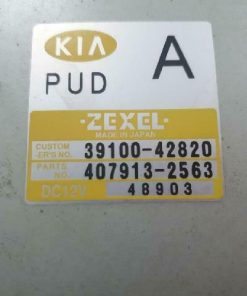 KIA
PUD A
·ZEXEL·
MADE IN JAPAN
CUSTOM
ER'S NO. 39100-42820
PARTS
NO. 407913-2563
DC12V 48903